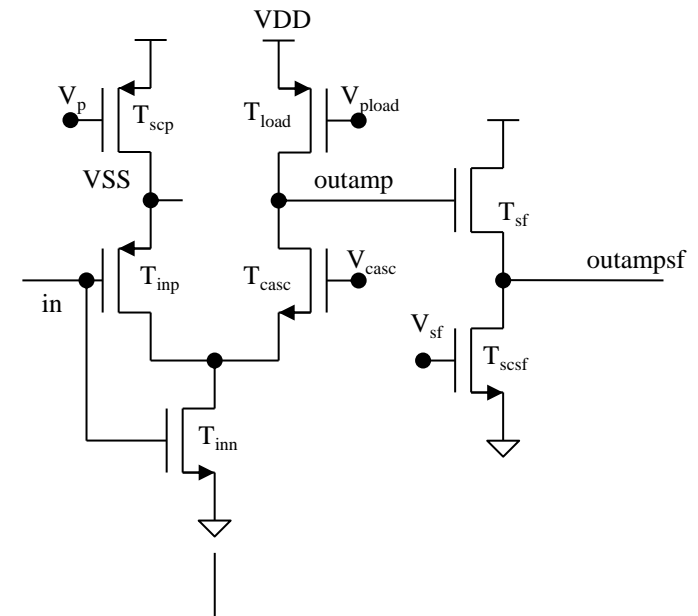 VDD
V_p
T_scp
T_load
V_pload
VSS
outamp
T_sf
in
T_inp
T_casc
V_casc
outampsf
V_sf
T_scsf
T_inn